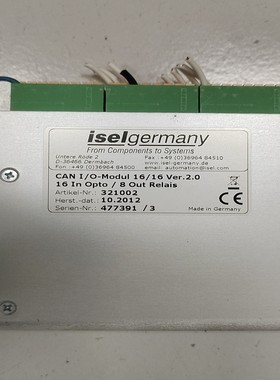 iselgermany
From Components to Systems
Untere Röde 2
D-36466 Dermbach
Fon : +49 (0)36964 84500
Fax : +49 (0)36964 84510
www.isel-germany.de
email : automation@isel.com
CAN I/O-Modul 16/16 Ver.2.0
16 In Opto / 8 Out Relais
Artikel-Nr.: 321002
Herst.-dat.: 10.2012
Serien-Nr.: 477391 /3
Made in Germany